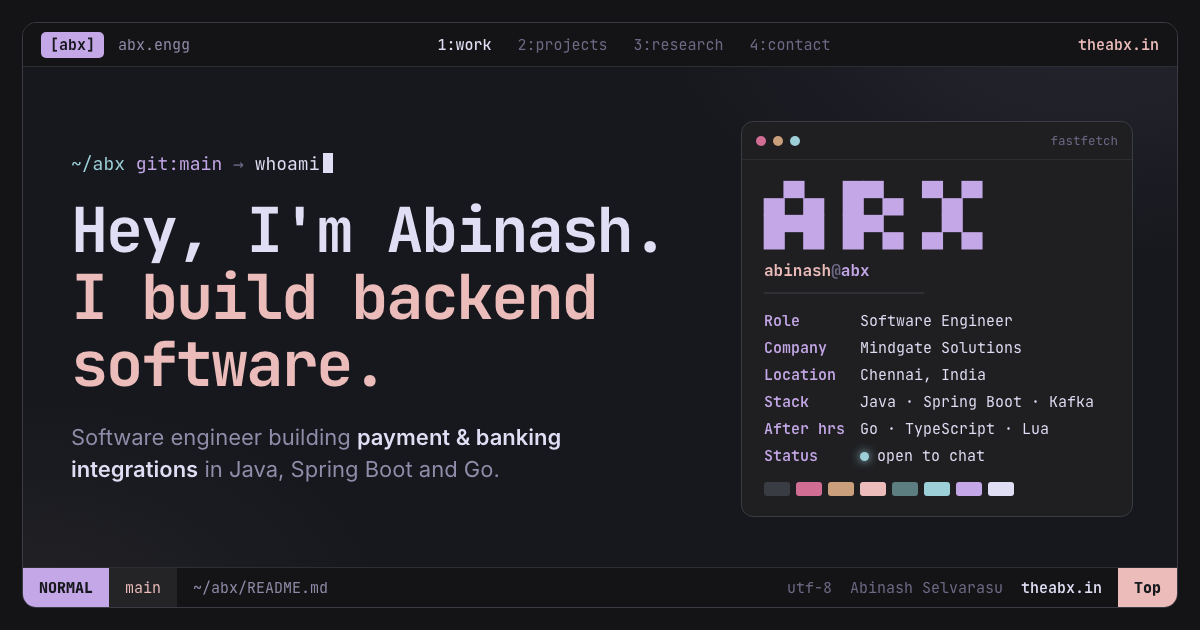 [abx] abx.engg 1:work 2:projects 3:research 4:contact theabx.in
~/abx git:main → whoami
Hey, I'm Abinash.
I build backend
software.
Software engineer building payment & banking
integrations in Java, Spring Boot and Go.
fastfetch
ABX
abinash@abx
Role Software Engineer
Company Mindgate Solutions
Location Chennai, India
Stack Java · Spring Boot · Kafka
After hrs Go · TypeScript · Lua
Status open to chat
NORMAL main ~/abx/README.md utf-8 Abinash Selvarasu theabx.in Top